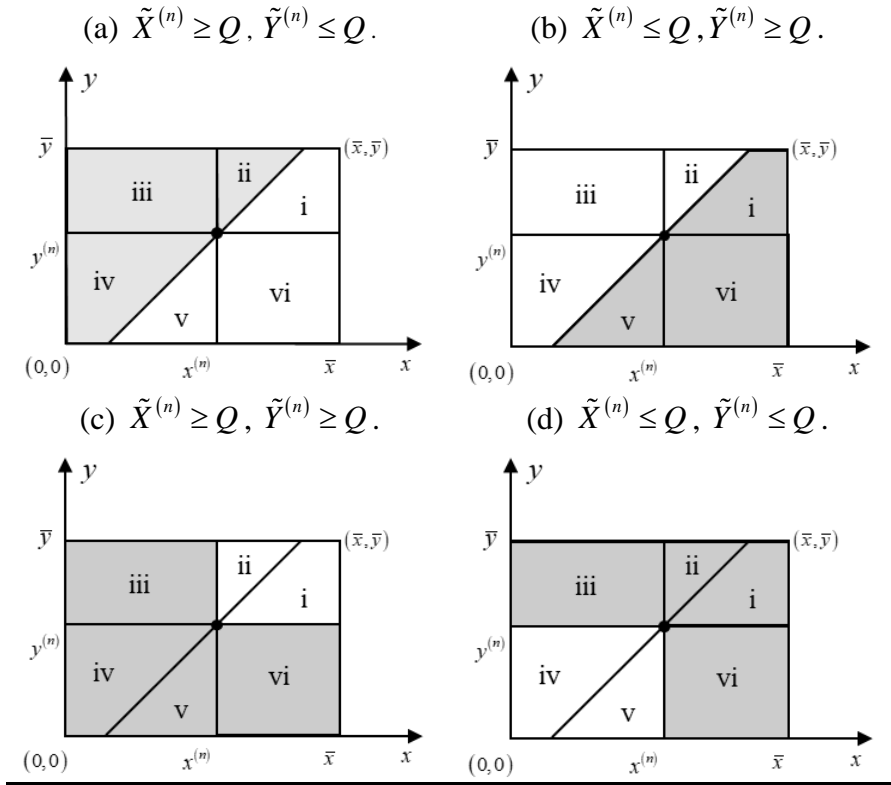 (a) X̃⁽ⁿ⁾ ≥ Q, Ỹ⁽ⁿ⁾ ≤ Q.
y
ȳ
(x̄,ȳ)
iii
ii
i
y⁽ⁿ⁾
iv
v
vi
(0,0)
x⁽ⁿ⁾
x̄
x
(b) X̃⁽ⁿ⁾ ≤ Q, Ỹ⁽ⁿ⁾ ≥ Q.
y
ȳ
(x̄,ȳ)
iii
ii
i
y⁽ⁿ⁾
iv
v
vi
(0,0)
x⁽ⁿ⁾
x̄
x
(c) X̃⁽ⁿ⁾ ≥ Q, Ỹ⁽ⁿ⁾ ≥ Q.
y
ȳ
(x̄,ȳ)
iii
ii
i
y⁽ⁿ⁾
iv
v
vi
(0,0)
x⁽ⁿ⁾
x̄
x
(d) X̃⁽ⁿ⁾ ≤ Q, Ỹ⁽ⁿ⁾ ≤ Q.
y
ȳ
(x̄,ȳ)
iii
ii
i
y⁽ⁿ⁾
iv
v
vi
(0,0)
x⁽ⁿ⁾
x̄
x